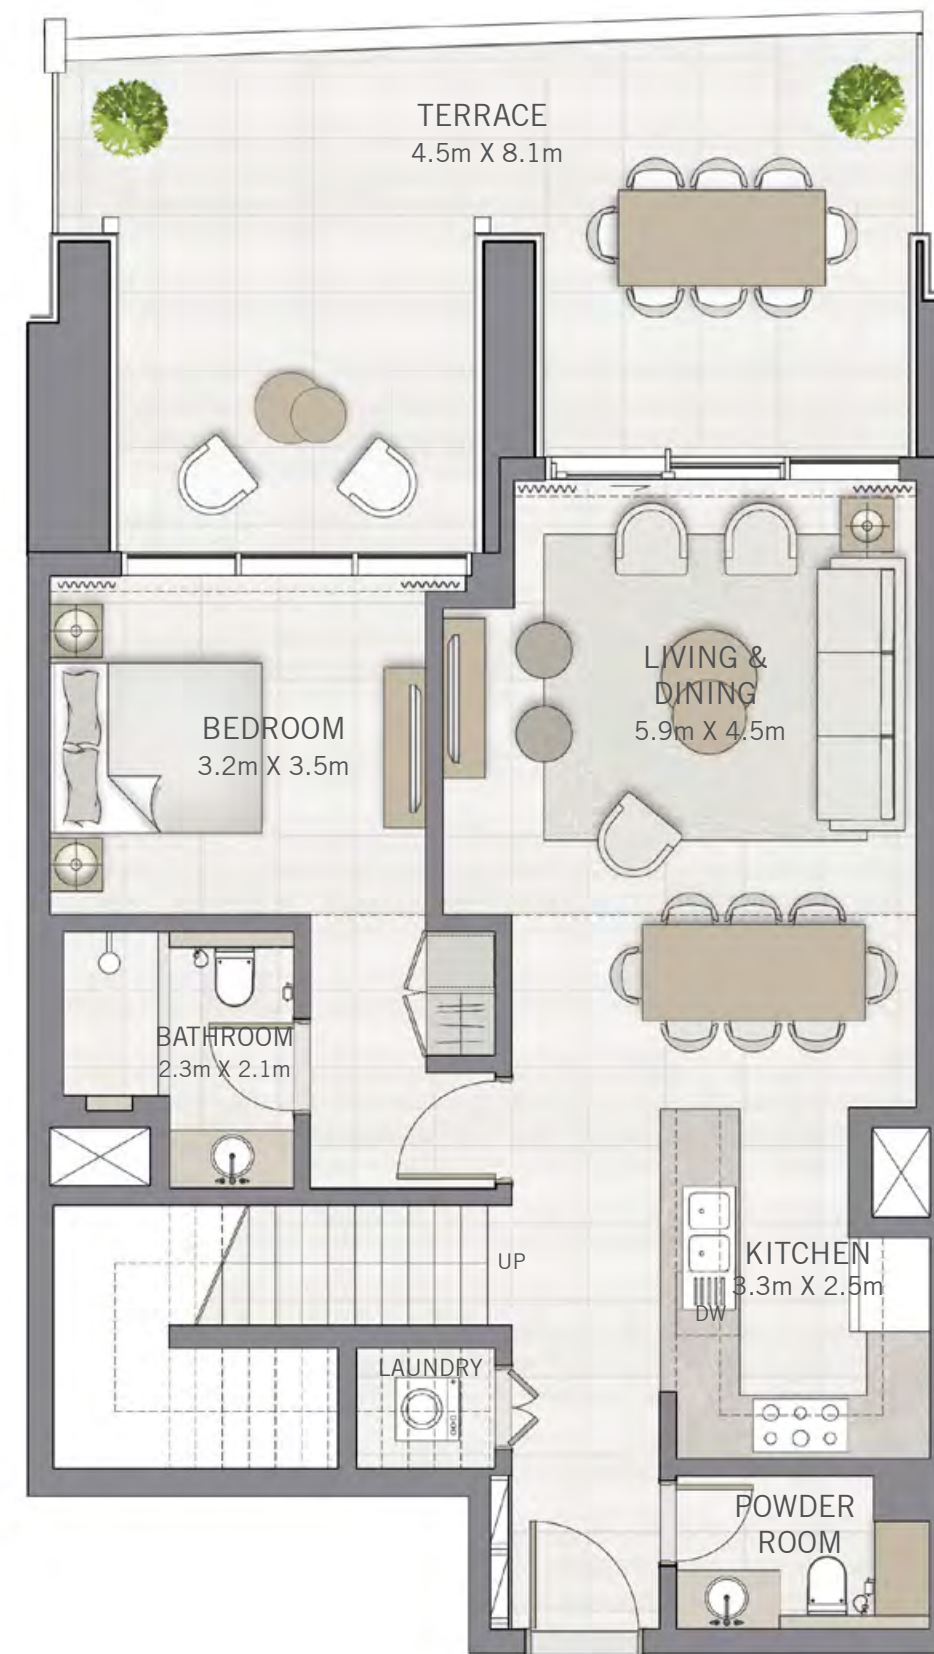 TERRACE
4.5m X 8.1m
LIVING &
DINING
5.9m X 4.5m
BEDROOM
3.2m X 3.5m
BATHROOM
2.3m X 2.1m
UP
KITCHEN
3.3m X 2.5m
DW
LAUNDRY
POWDER
ROOM